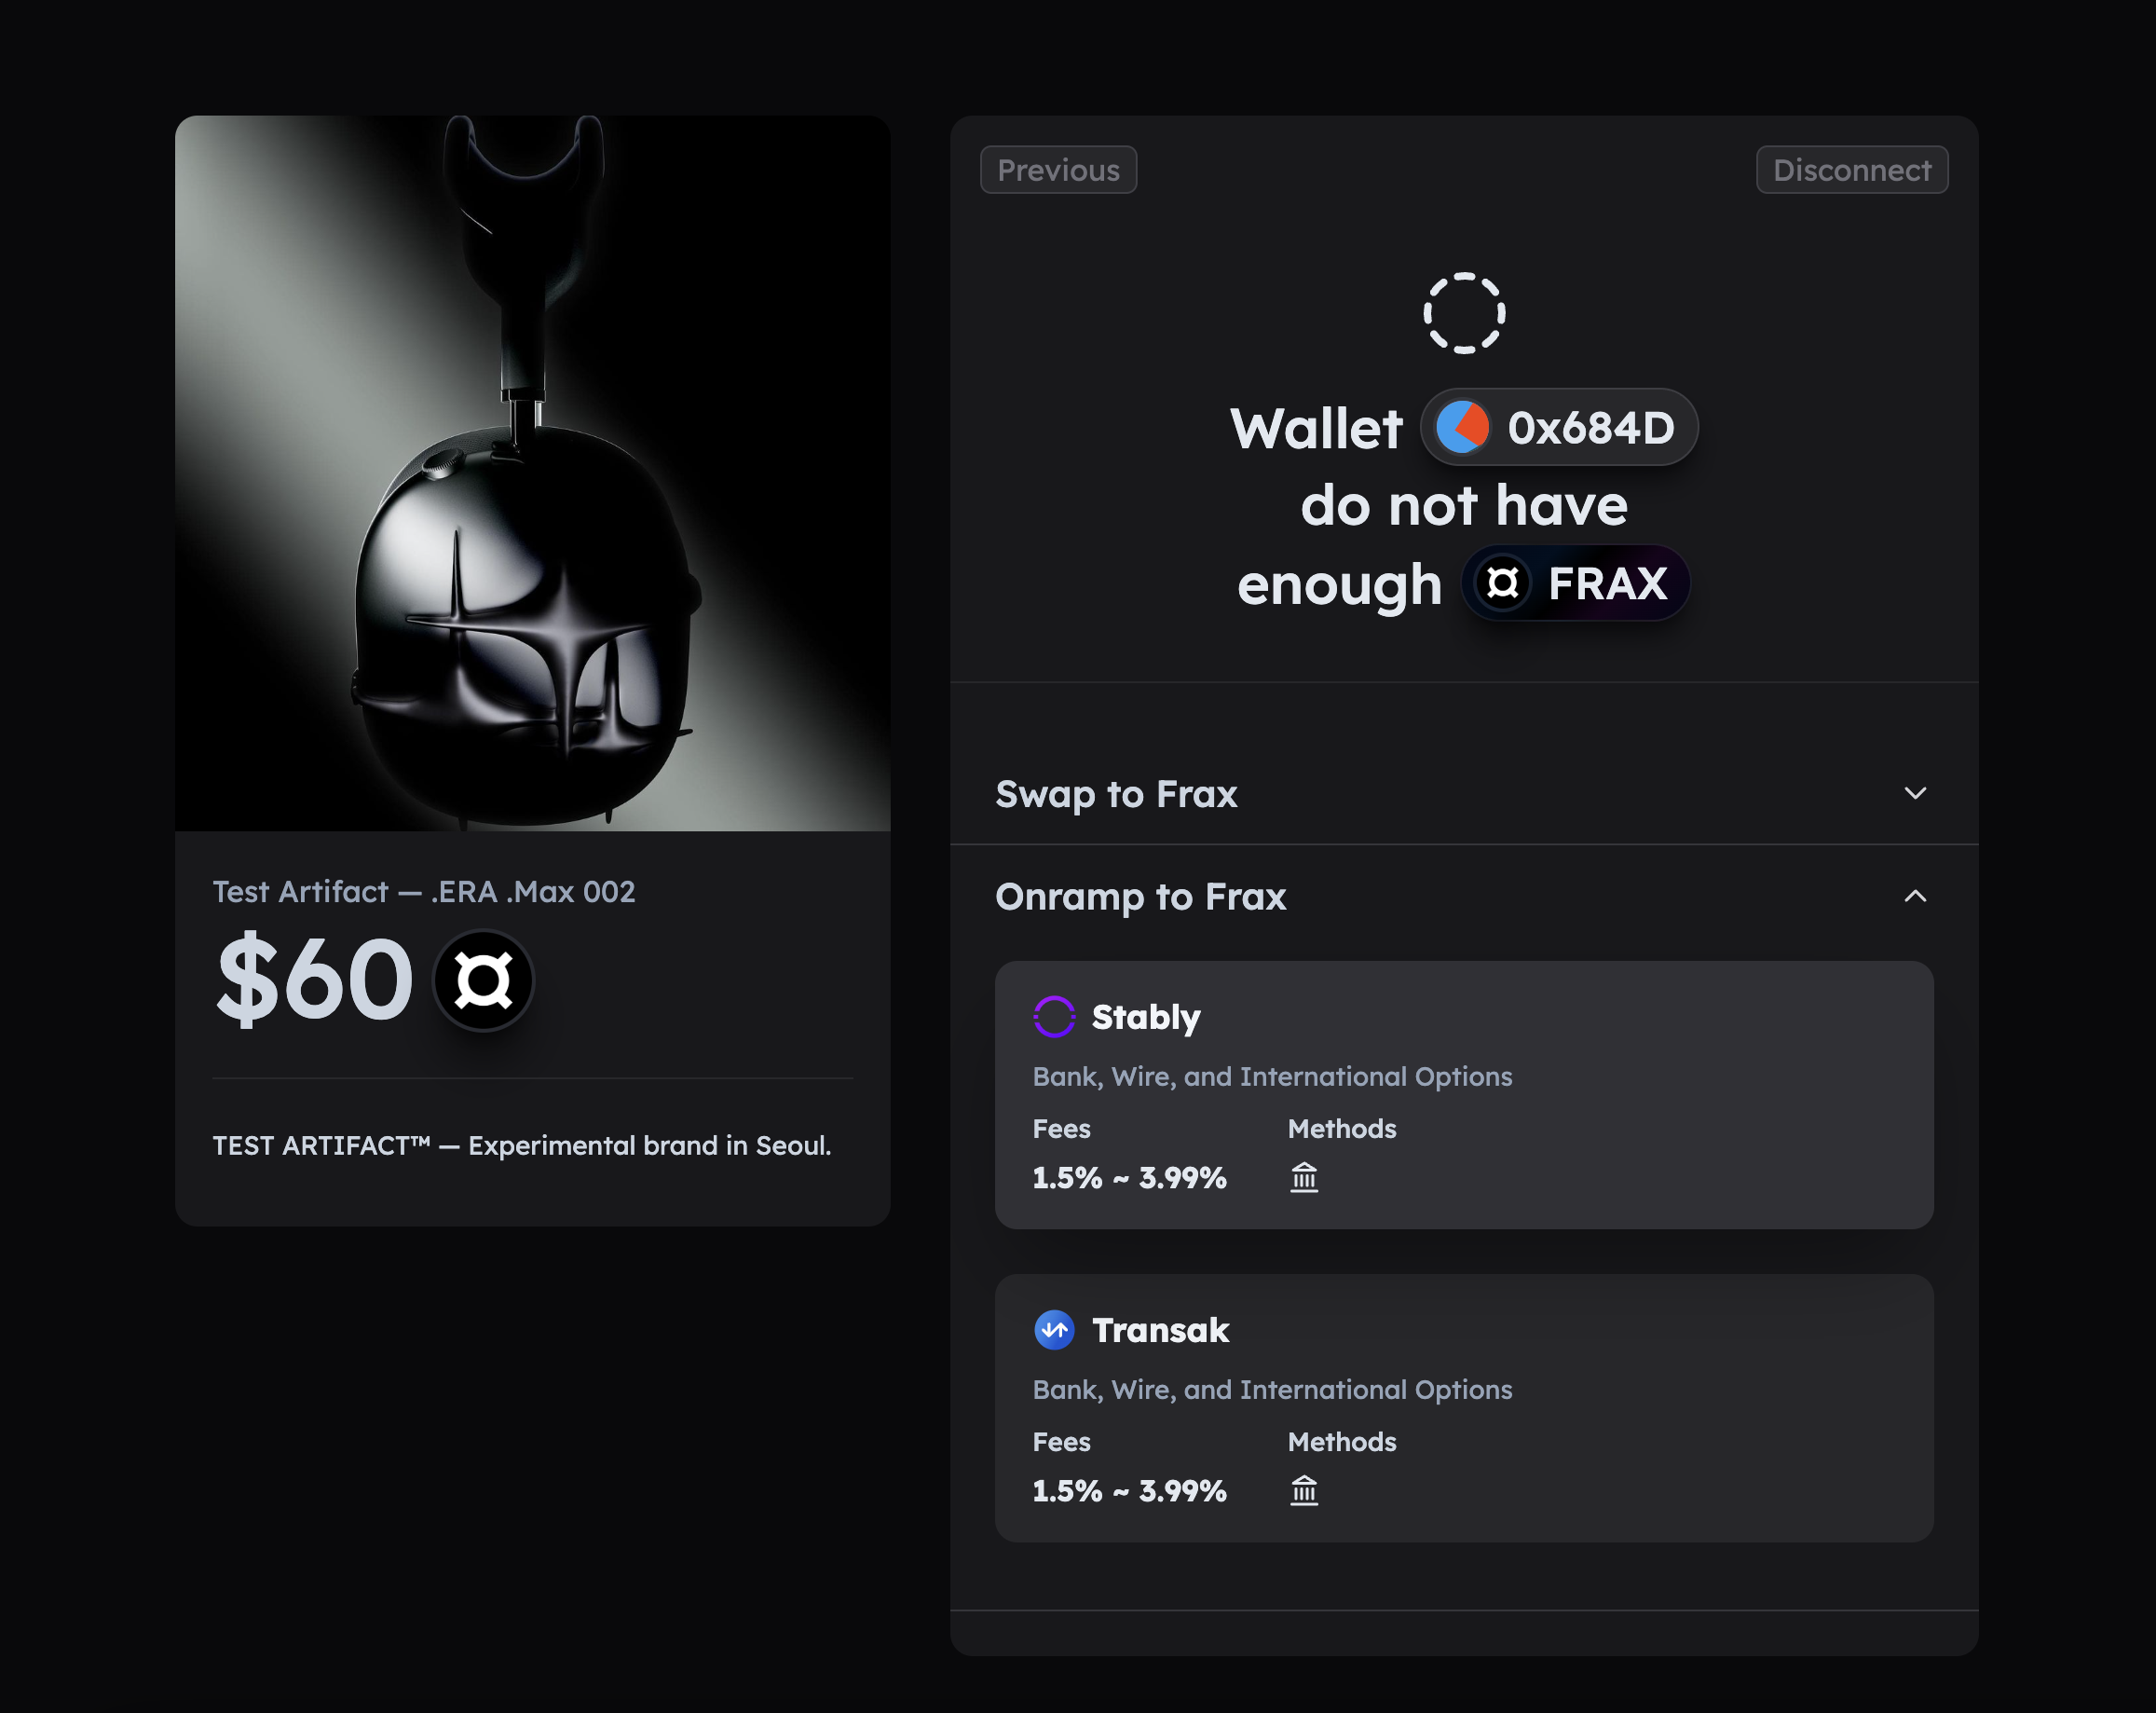 Test Artifact — .ERA .Max 002
$60
TEST ARTIFACT™ — Experimental brand in Seoul.
Previous
Disconnect
Wallet 0x684D
do not have
enough FRAX
Swap to Frax
Onramp to Frax
Stably
Bank, Wire, and International Options
Fees Methods
1.5% ~ 3.99%
Transak
Bank, Wire, and International Options
Fees Methods
1.5% ~ 3.99%